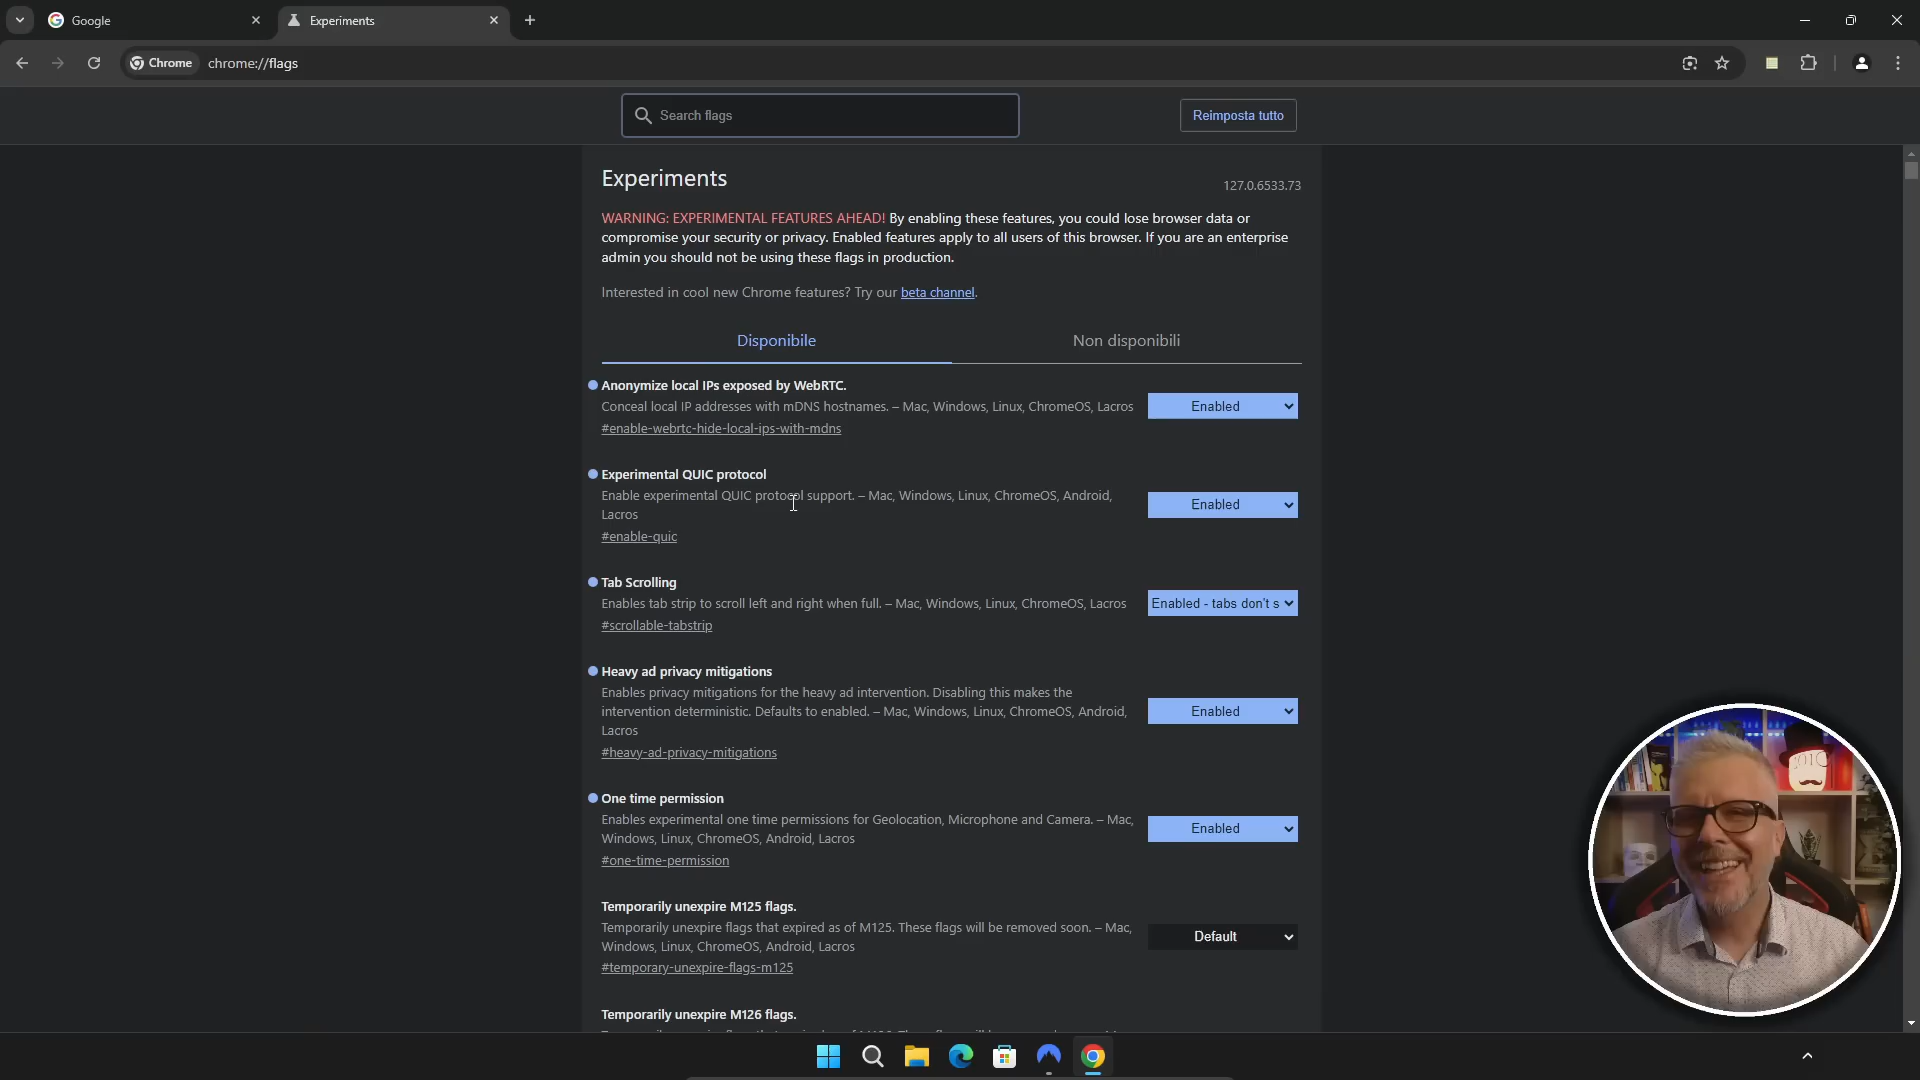 Google
Experiments
Chrome
chrome://flags
Search flags
Reimposta tutto
Experiments
127.0.6533.73
WARNING: EXPERIMENTAL FEATURES AHEAD! By enabling these features, you could lose browser data or
compromise your security or privacy. Enabled features apply to all users of this browser. If you are an enterprise
admin you should not be using these flags in production.
Interested in cool new Chrome features? Try our beta channel.
Disponibile
Non disponibili
Anonymize local IPs exposed by WebRTC.
Conceal local IP addresses with mDNS hostnames. – Mac, Windows, Linux, ChromeOS, Lacros
#enable-webrtc-hide-local-ips-with-mdns
Enabled
Experimental QUIC protocol
Enable experimental QUIC protocol support. – Mac, Windows, Linux, ChromeOS, Android,
Lacros
#enable-quic
Enabled
Tab Scrolling
Enables tab strip to scroll left and right when full. – Mac, Windows, Linux, ChromeOS, Lacros
#scrollable-tabstrip
Enabled - tabs don't s
Heavy ad privacy mitigations
Enables privacy mitigations for the heavy ad intervention. Disabling this makes the
intervention deterministic. Defaults to enabled. – Mac, Windows, Linux, ChromeOS, Android,
Lacros
#heavy-ad-privacy-mitigations
Enabled
One time permission
Enables experimental one time permissions for Geolocation, Microphone and Camera. – Mac,
Windows, Linux, ChromeOS, Android, Lacros
#one-time-permission
Enabled
Temporarily unexpire M125 flags.
Temporarily unexpire flags that expired as of M125. These flags will be removed soon. – Mac,
Windows, Linux, ChromeOS, Android, Lacros
#temporary-unexpire-flags-m125
Default
Temporarily unexpire M126 flags.